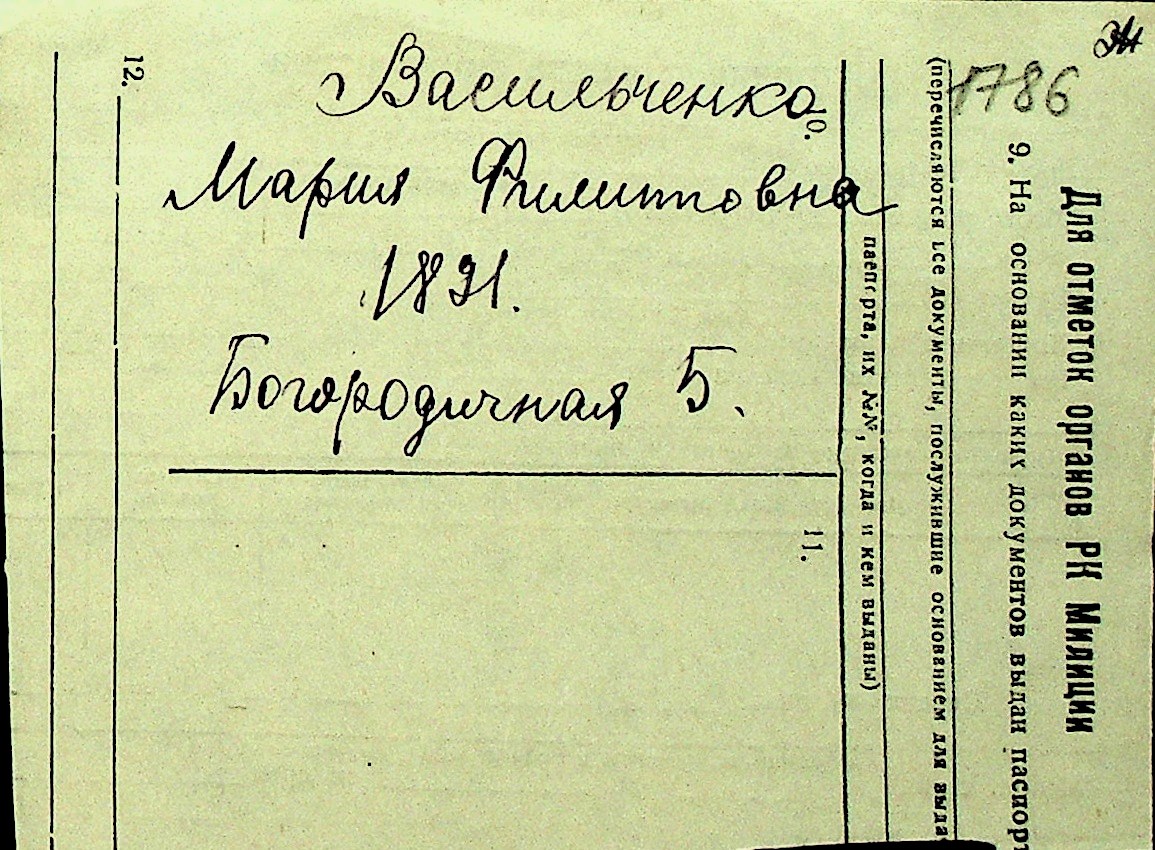 1786
Васильченко
Мария Филипповна
1891.
Богородичная 5.
Для отметок органов РК Милиции
9. На основании каких документов выдан паспорт
(перечисляются все документы, послужившие основанием для выда
паспорта, их №№, когда и кем выданы)
10.
11.
12.